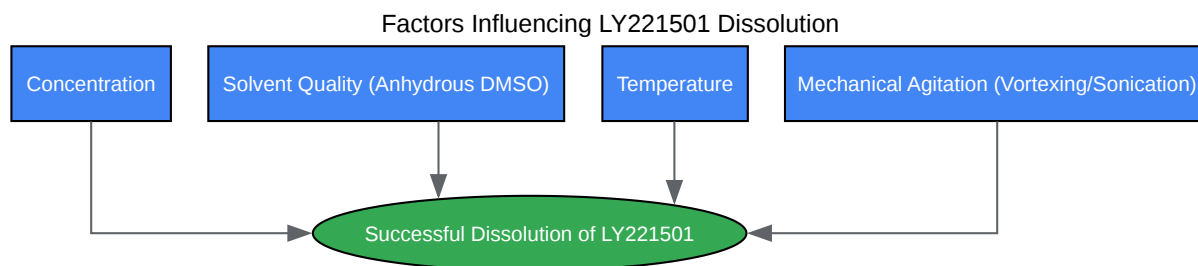 Factors Influencing LY221501 Dissolution
Concentration
Solvent Quality (Anhydrous DMSO)
Temperature
Mechanical Agitation (Vortexing/Sonication)
Successful Dissolution of LY221501